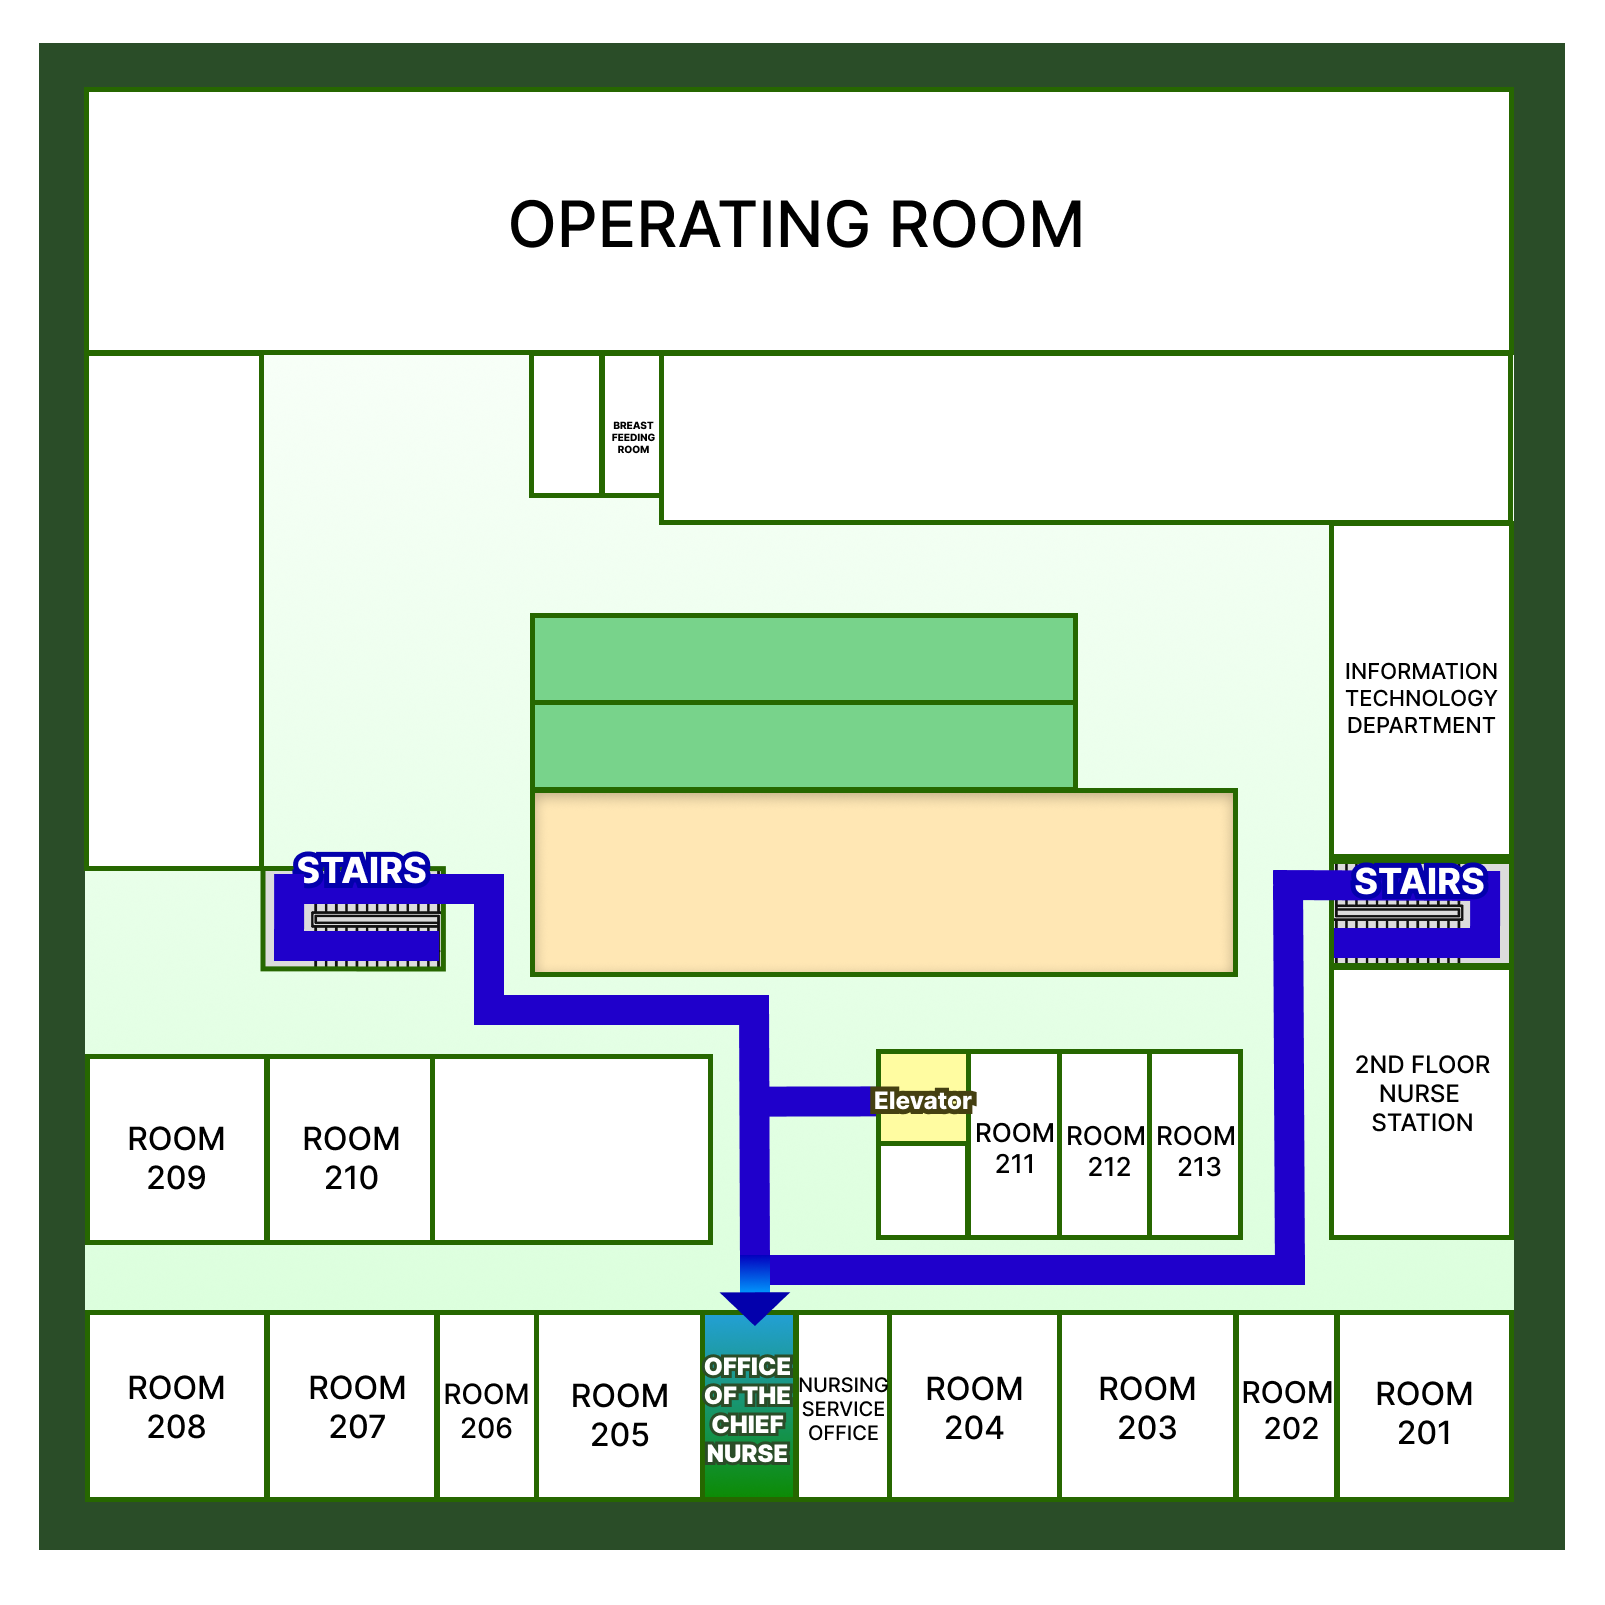 OPERATING ROOM
BREAST
FEEDING
ROOM
INFORMATION
TECHNOLOGY
DEPARTMENT
STAIRS
STAIRS
2ND FLOOR
NURSE
STATION
Elevator
ROOM
209
ROOM
210
ROOM
211
ROOM
212
ROOM
213
ROOM
208
ROOM
207
ROOM
206
ROOM
205
OFFICE
OF THE
CHIEF
NURSE
NURSING
SERVICE
OFFICE
ROOM
204
ROOM
203
ROOM
202
ROOM
201